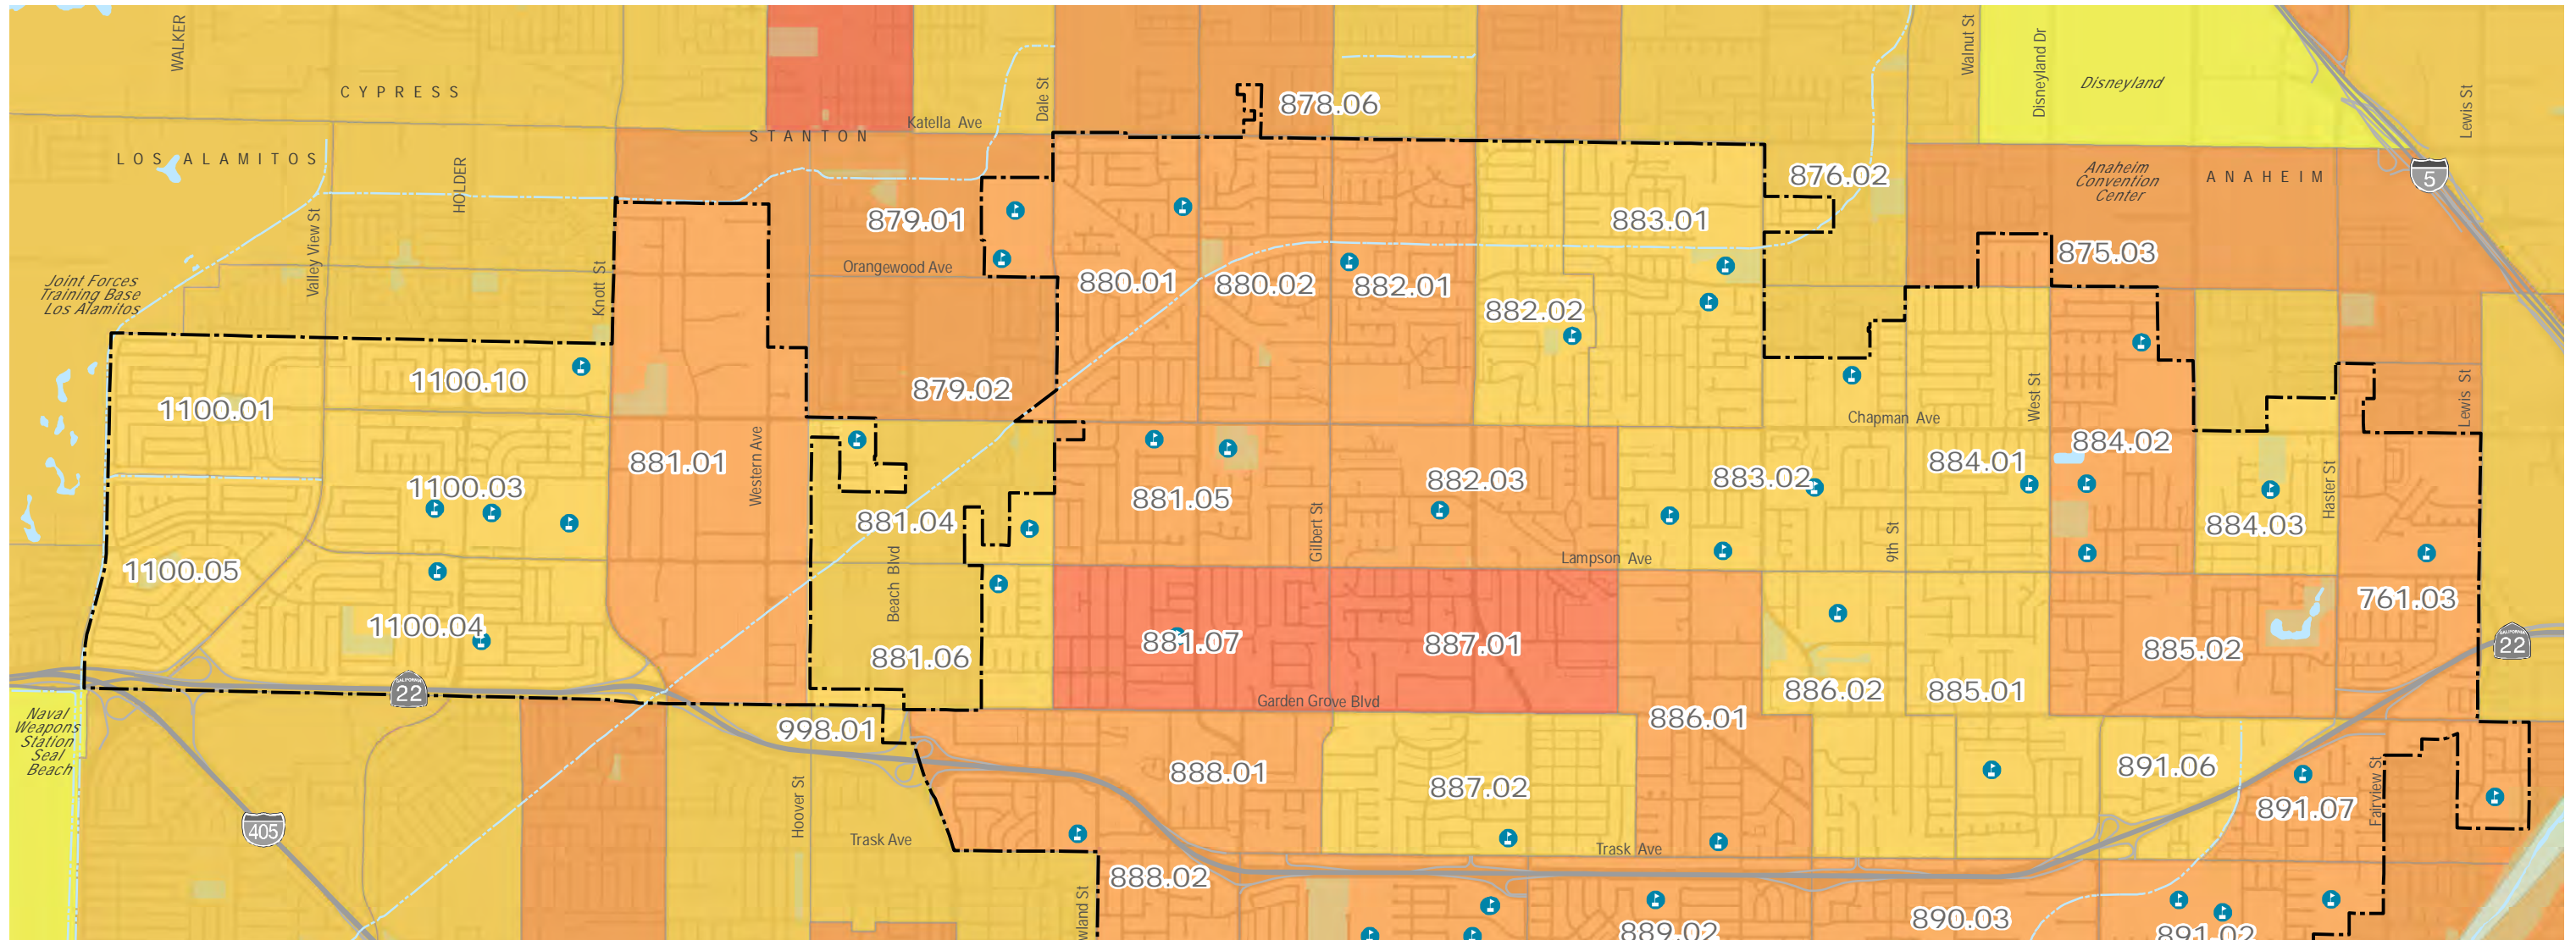 WALKER
CYPRESS
LOS ALAMITOS
HOLDER
Valley View St
Knott St
Joint Forces
Training Base
Los Alamitos
STANTON
Katella Ave
Dale St
878.06
876.02
Walnut St
Disneyland Dr
Disneyland
Lewis St
Anaheim
Convention
Center
ANAHEIM
5
879.01
Orangewood Ave
880.01
880.02
882.01
883.01
882.02
875.03
1100.10
1100.01
879.02
Chapman Ave
West St
Lewis St
884.02
881.01
Western Ave
1100.03
881.04
Beach Blvd
881.05
Gilbert St
882.03
883.02
884.01
9th St
Haster St
884.03
Lampson Ave
1100.05
1100.04
881.06
881.07
887.01
761.03
885.02
22
22
Naval
Weapons
Station
Seal
Beach
Garden Grove Blvd
886.02
885.01
886.01
998.01
Hoover St
888.01
887.02
891.06
891.07
Fairview St
405
Trask Ave
Trask Ave
888.02
wland St
889.02
890.03
891.02